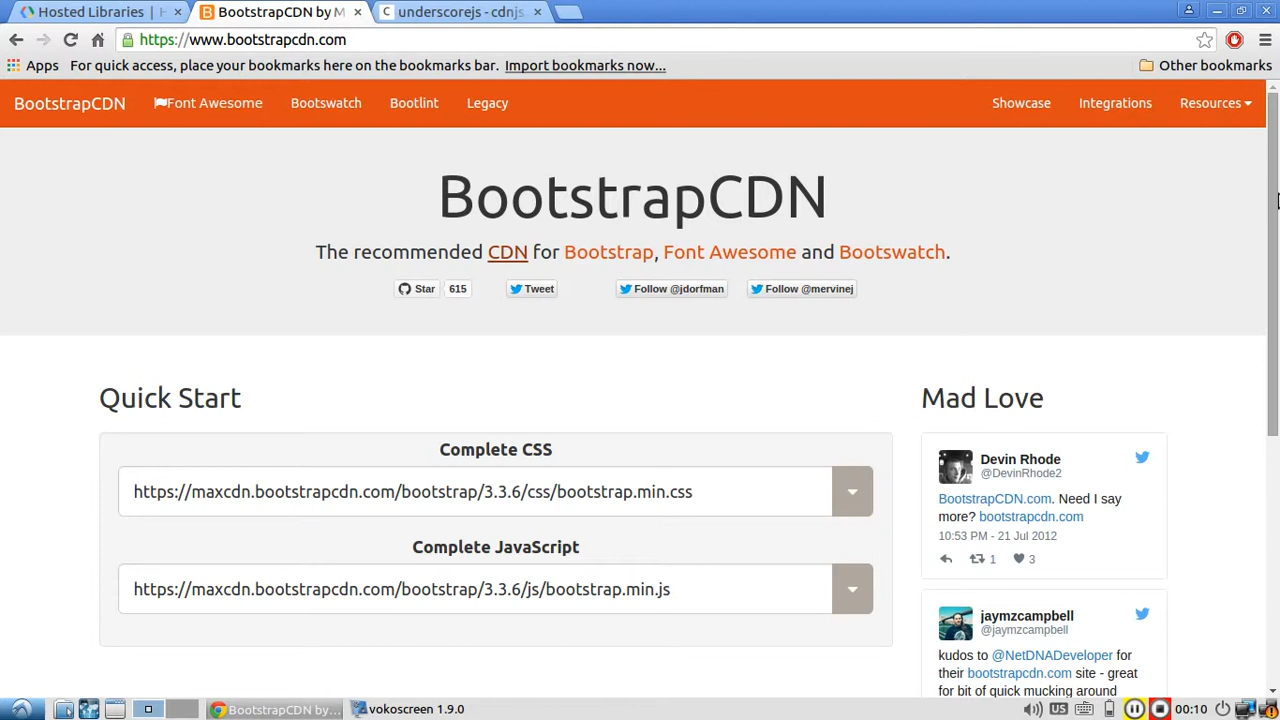 Hosted Libraries | H
BootstrapCDN by M
underscorejs - cdnjs.
https://www.bootstrapcdn.com
Apps For quick access, place your bookmarks here on the bookmarks bar. Import bookmarks now... Other bookmarks
BootstrapCDN Font Awesome Bootswatch Bootlint Legacy Showcase Integrations Resources
BootstrapCDN
The recommended CDN for Bootstrap, Font Awesome and Bootswatch.
Star 615 Tweet Follow @jdorfman Follow @mervinej
Quick Start
Complete CSS
https://maxcdn.bootstrapcdn.com/bootstrap/3.3.6/css/bootstrap.min.css
Complete JavaScript
https://maxcdn.bootstrapcdn.com/bootstrap/3.3.6/js/bootstrap.min.js
Mad Love
Devin Rhode
@DevinRhode2
BootstrapCDN.com. Need I say
more? bootstrapcdn.com
10:53 PM - 21 Jul 2012
1 3
jaymzcampbell
@jaymzcampbell
kudos to @NetDNADeveloper for
their bootstrapcdn.com site - great
for bit of quick mucking around
BootstrapCDN by... vokoscreen 1.9.0 US 00:10